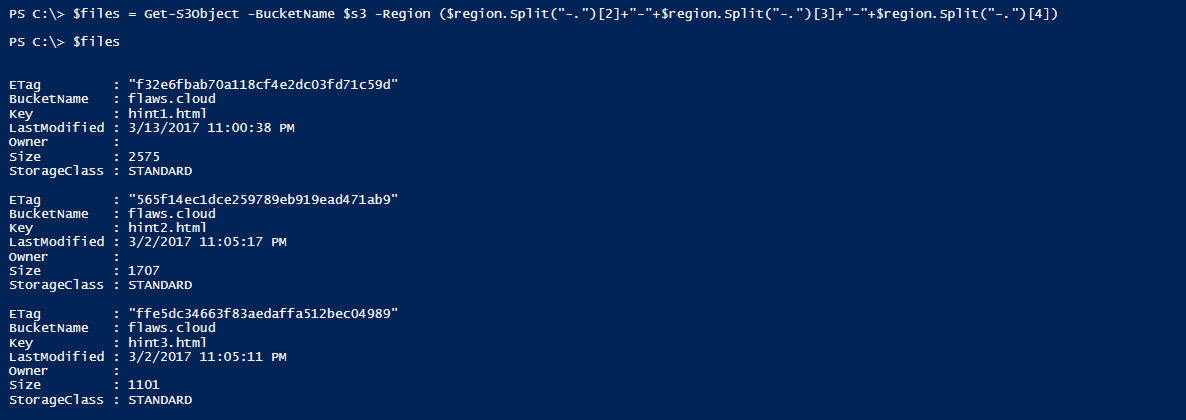 PS C:\> $files = Get-S3Object -BucketName $s3 -Region ($region.Split("-.")[2]+"-"+$region.Split("-.")[3]+"-"+$region.Split("-.")[4])
PS C:\> $files
ETag         : "f32e6fbab70a118cf4e2dc03fd71c59d"
BucketName   : flaws.cloud
Key          : hint1.html
LastModified : 3/13/2017 11:00:38 PM
Owner        :
Size         : 2575
StorageClass : STANDARD
ETag         : "565f14ec1dce259789eb919ead471ab9"
BucketName   : flaws.cloud
Key          : hint2.html
LastModified : 3/2/2017 11:05:17 PM
Owner        :
Size         : 1707
StorageClass : STANDARD
ETag         : "ffe5dc34663f83aedaffa512bec04989"
BucketName   : flaws.cloud
Key          : hint3.html
LastModified : 3/2/2017 11:05:11 PM
Owner        :
Size         : 1101
StorageClass : STANDARD